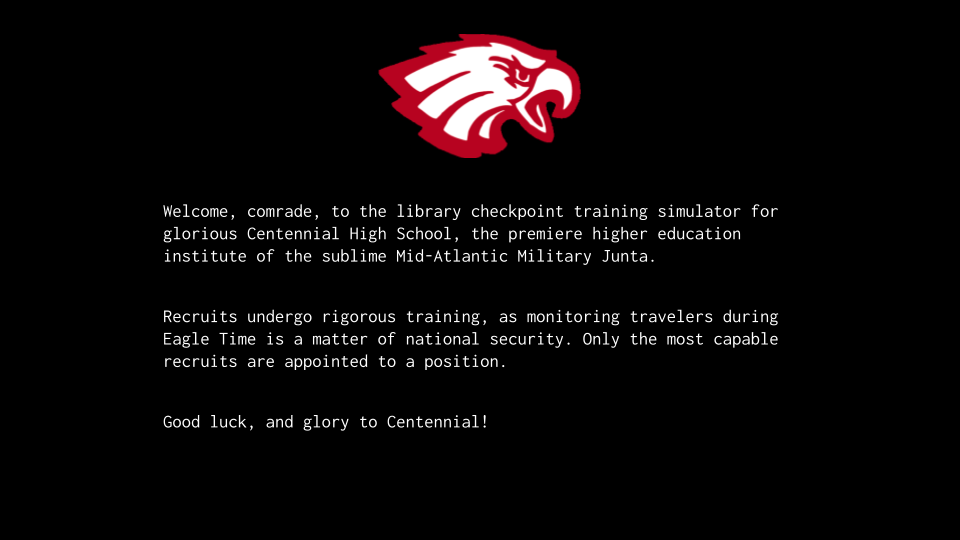 Welcome, comrade, to the library checkpoint training simulator for
glorious Centennial High School, the premiere higher education
institute of the sublime Mid-Atlantic Military Junta.
Recruits undergo rigorous training, as monitoring travelers during
Eagle Time is a matter of national security. Only the most capable
recruits are appointed to a position.
Good luck, and glory to Centennial!